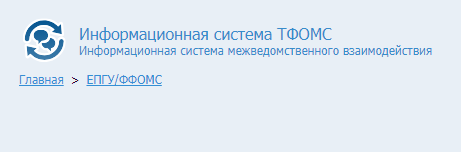 Информационная система ТФОМС
Информационная система межведомственного взаимодействия
Главная > ЕПГУ/ФФОМС